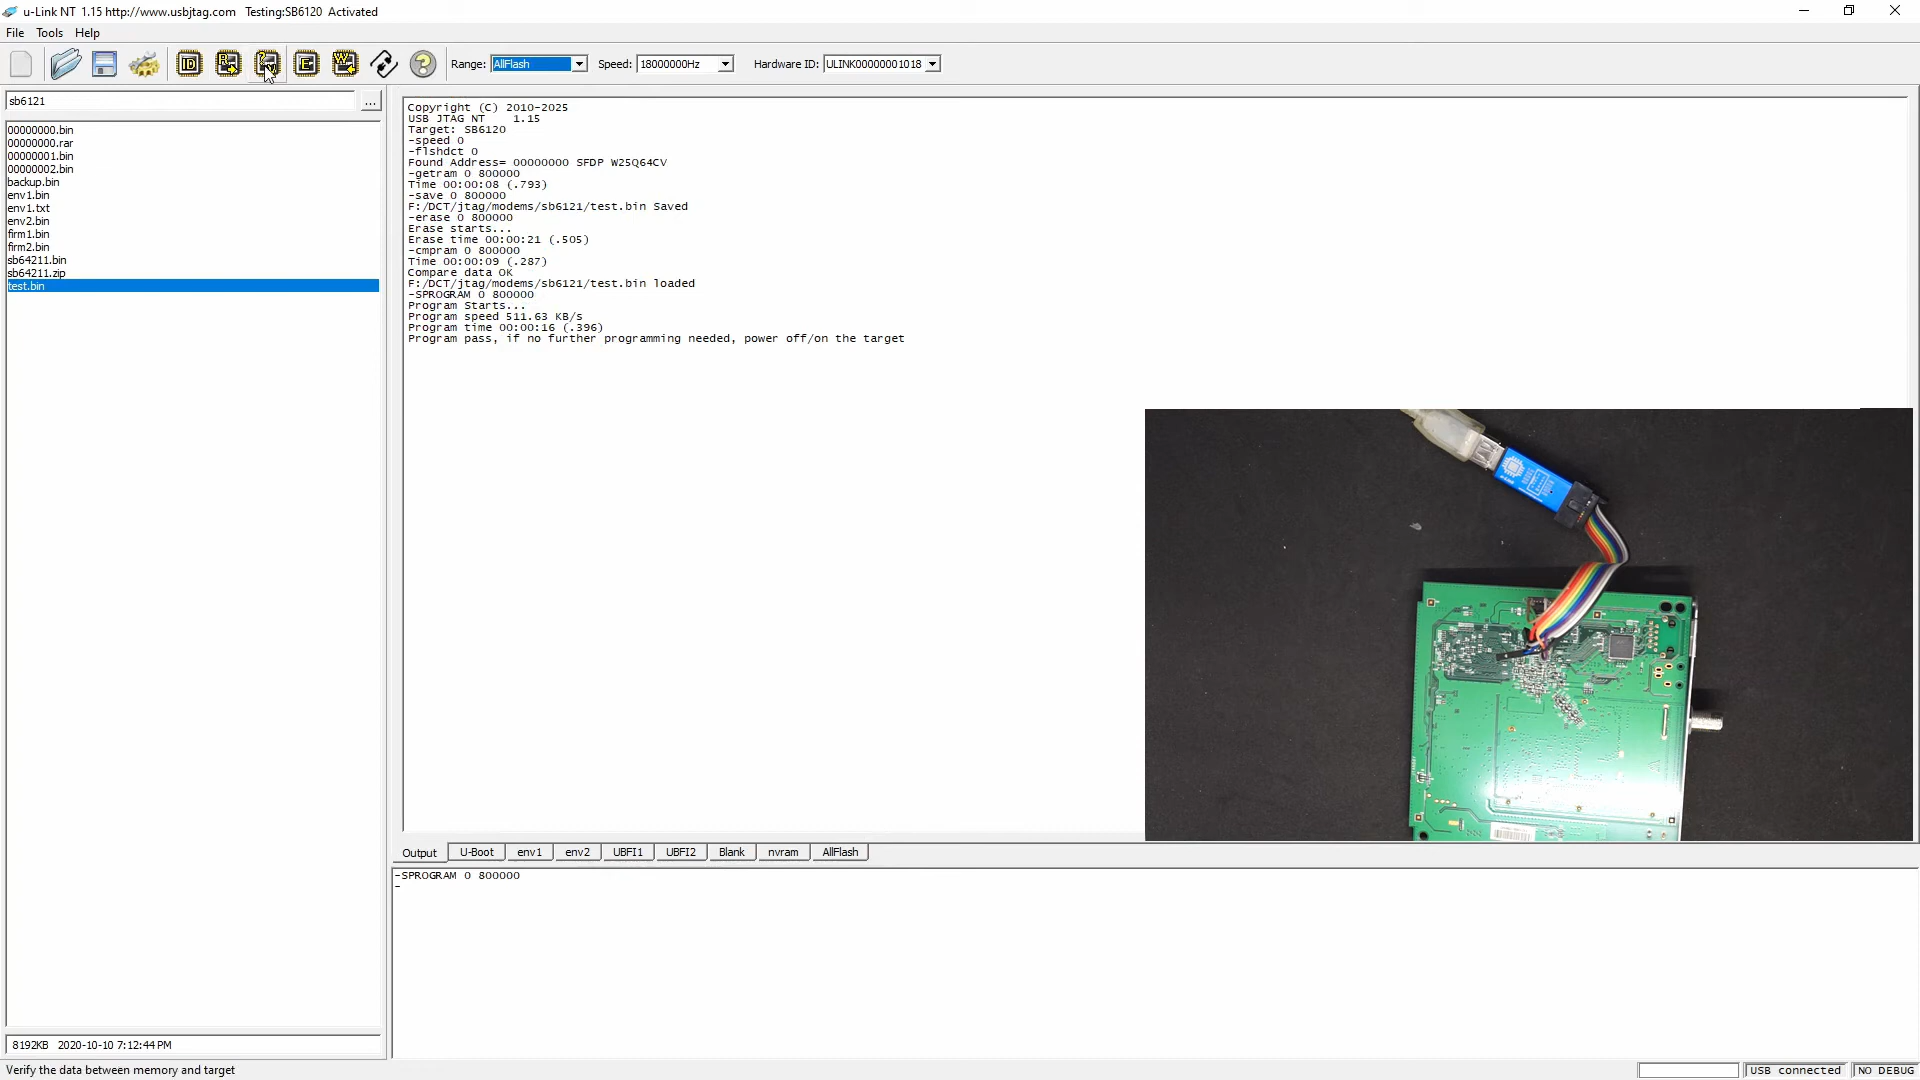 u-Link NT 1.15 http://www.usbjtag.com Testing:SB6120 Activated
File Tools Help
ID R ? V E W ?
Range: AllFlash Speed: 18000000Hz Hardware ID: ULINK00000001018
sb6121 ...
00000000.bin
00000000.rar
00000001.bin
00000002.bin
backup.bin
env1.bin
env1.txt
env2.bin
firm1.bin
firm2.bin
sb64211.bin
sb64211.zip
test.bin
Copyright (C) 2010-2025
USB JTAG NT 1.15
Target: SB6120
-speed 0
-flshdct 0
Found Address= 00000000 SFDP W25Q64CV
-getram 0 800000
Time 00:00:08 (.793)
-save 0 800000
F:/DCT/jtag/modems/sb6121/test.bin Saved
-erase 0 800000
Erase starts...
Erase time 00:00:21 (.505)
-cmpram 0 800000
Time 00:00:09 (.287)
Compare data OK
F:/DCT/jtag/modems/sb6121/test.bin loaded
-SPROGRAM 0 800000
Program Starts...
Program speed 511.63 KB/s
Program time 00:00:16 (.396)
Program pass, if no further programming needed, power off/on the target
Output U-Boot env1 env2 UBFI1 UBFI2 Blank nvram AllFlash
-SPROGRAM 0 800000
-
8192KB 2020-10-10 7:12:44 PM
Verify the data between memory and target
USB connected NO DEBUG